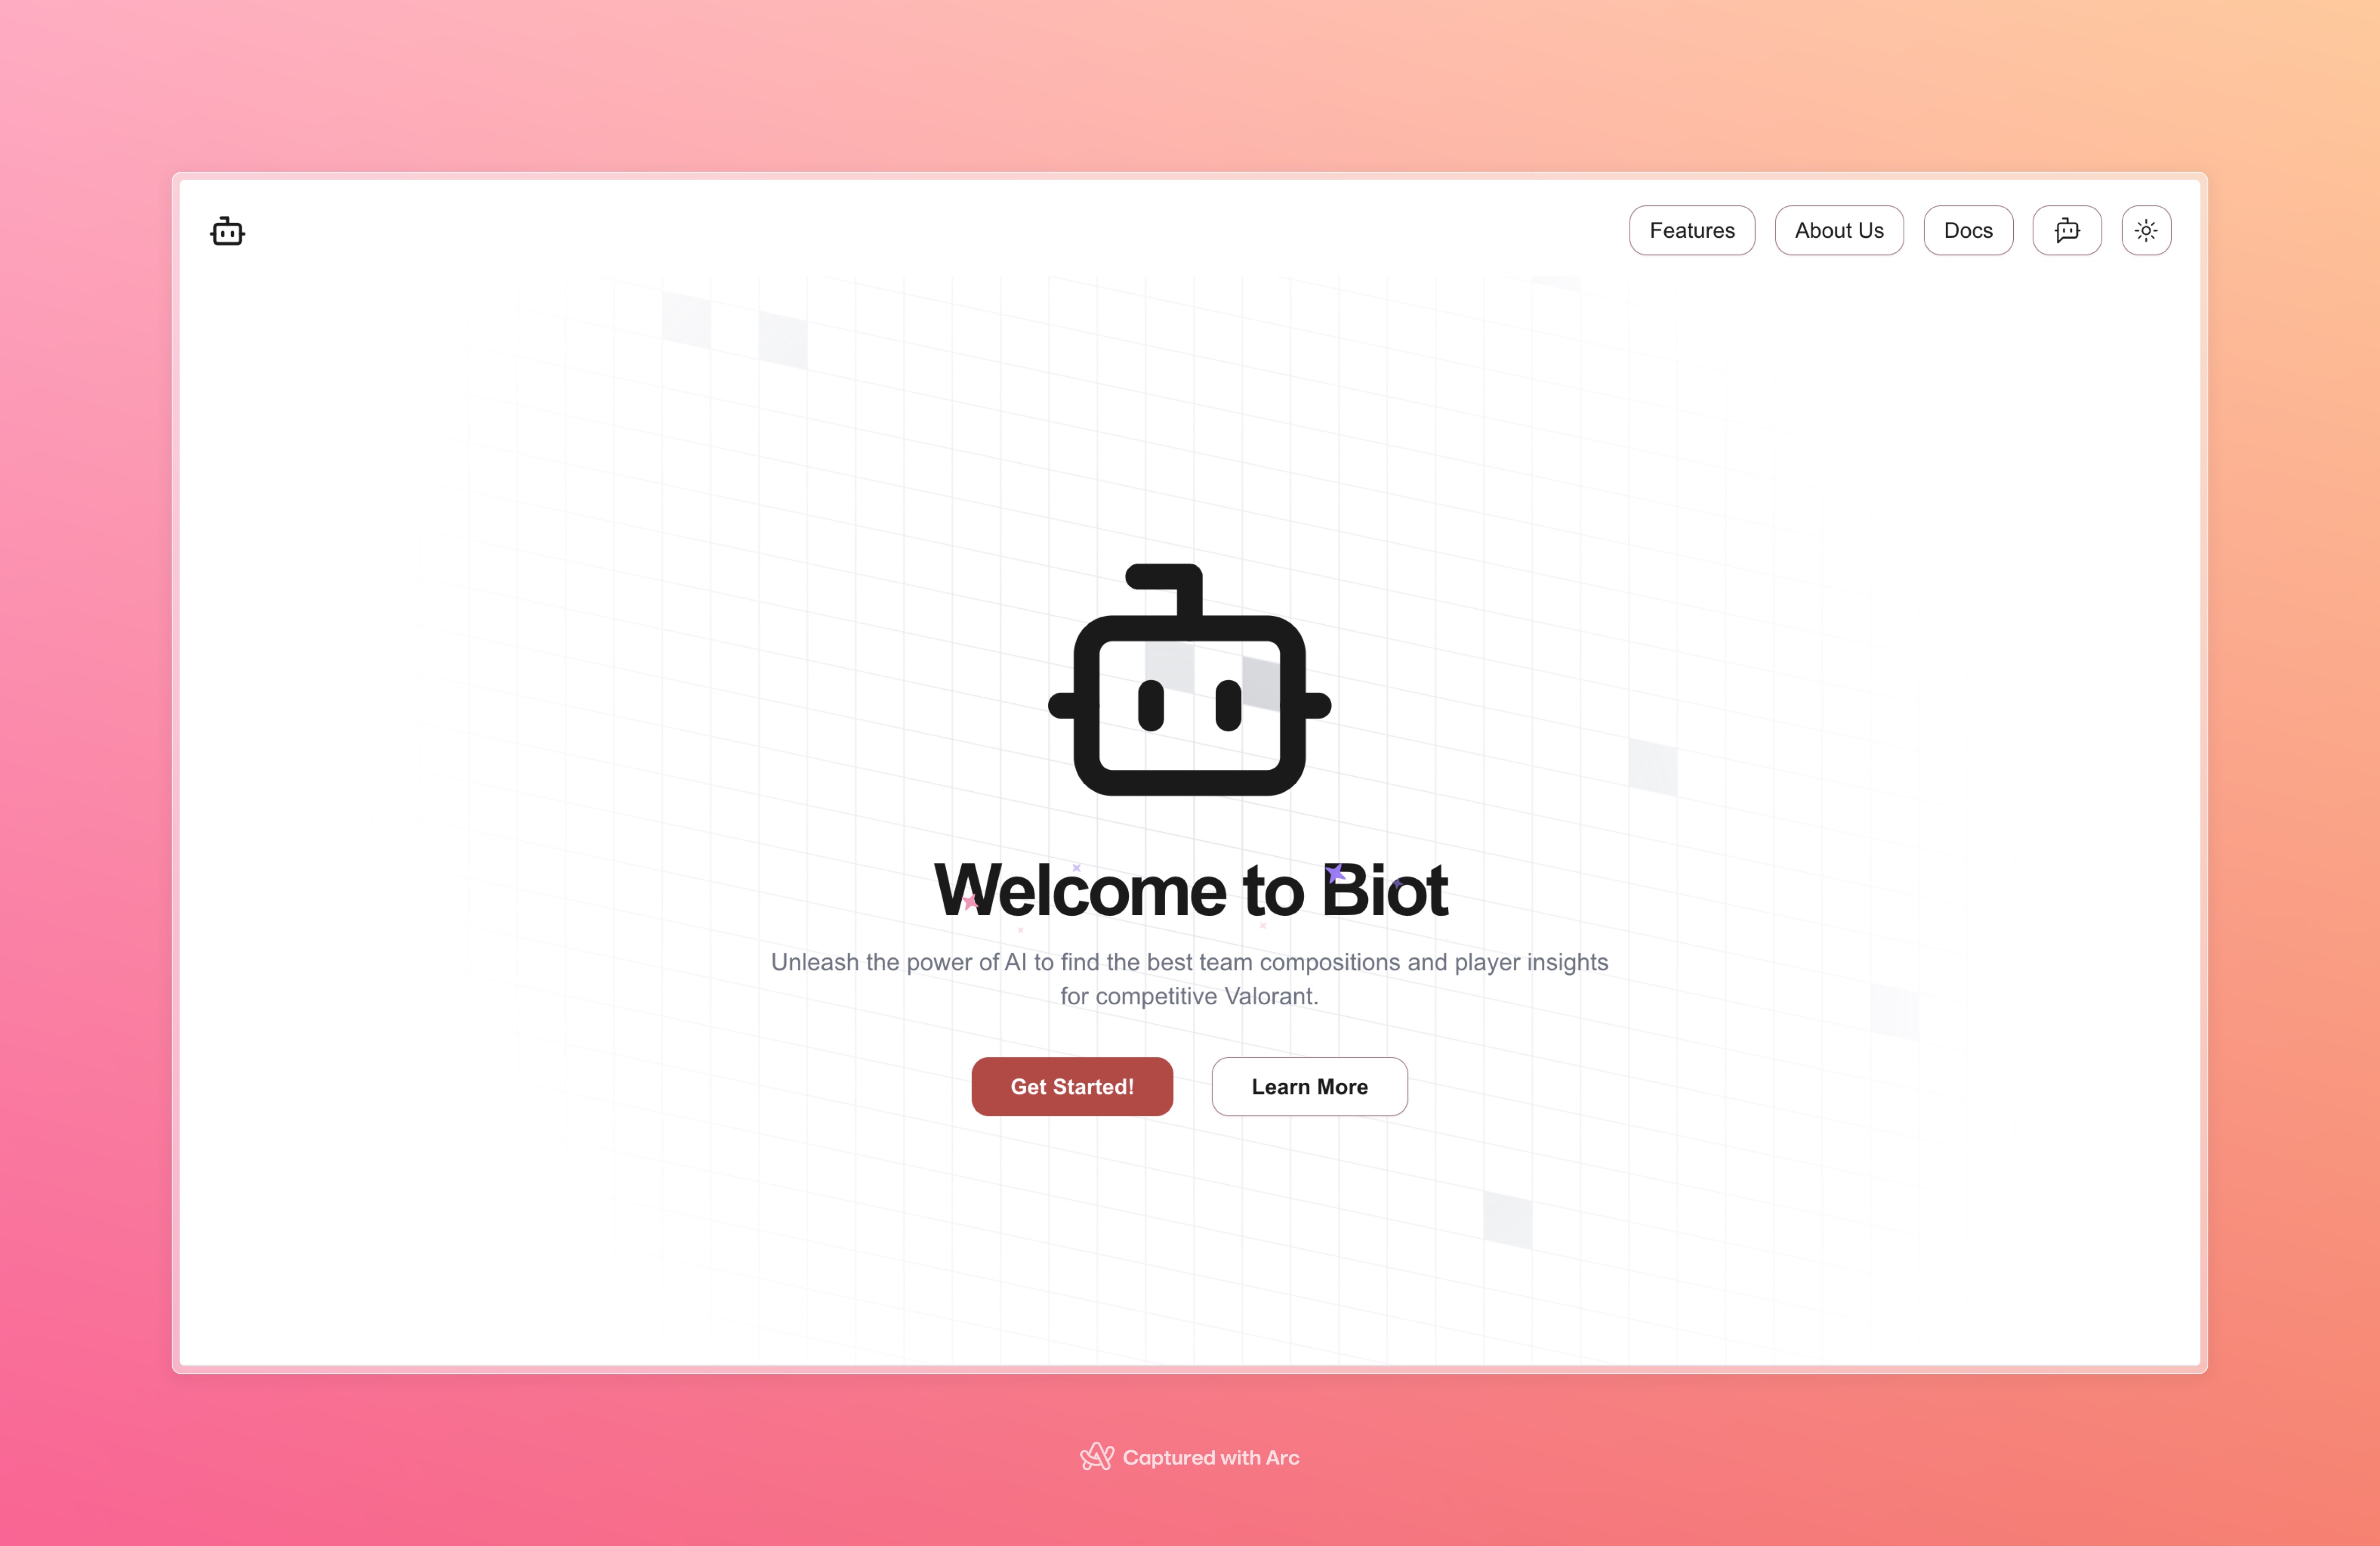 Features
About Us
Docs
Welcome to Biot
Unleash the power of AI to find the best team compositions and player insights
for competitive Valorant.
Get Started!
Learn More
Captured with Arc